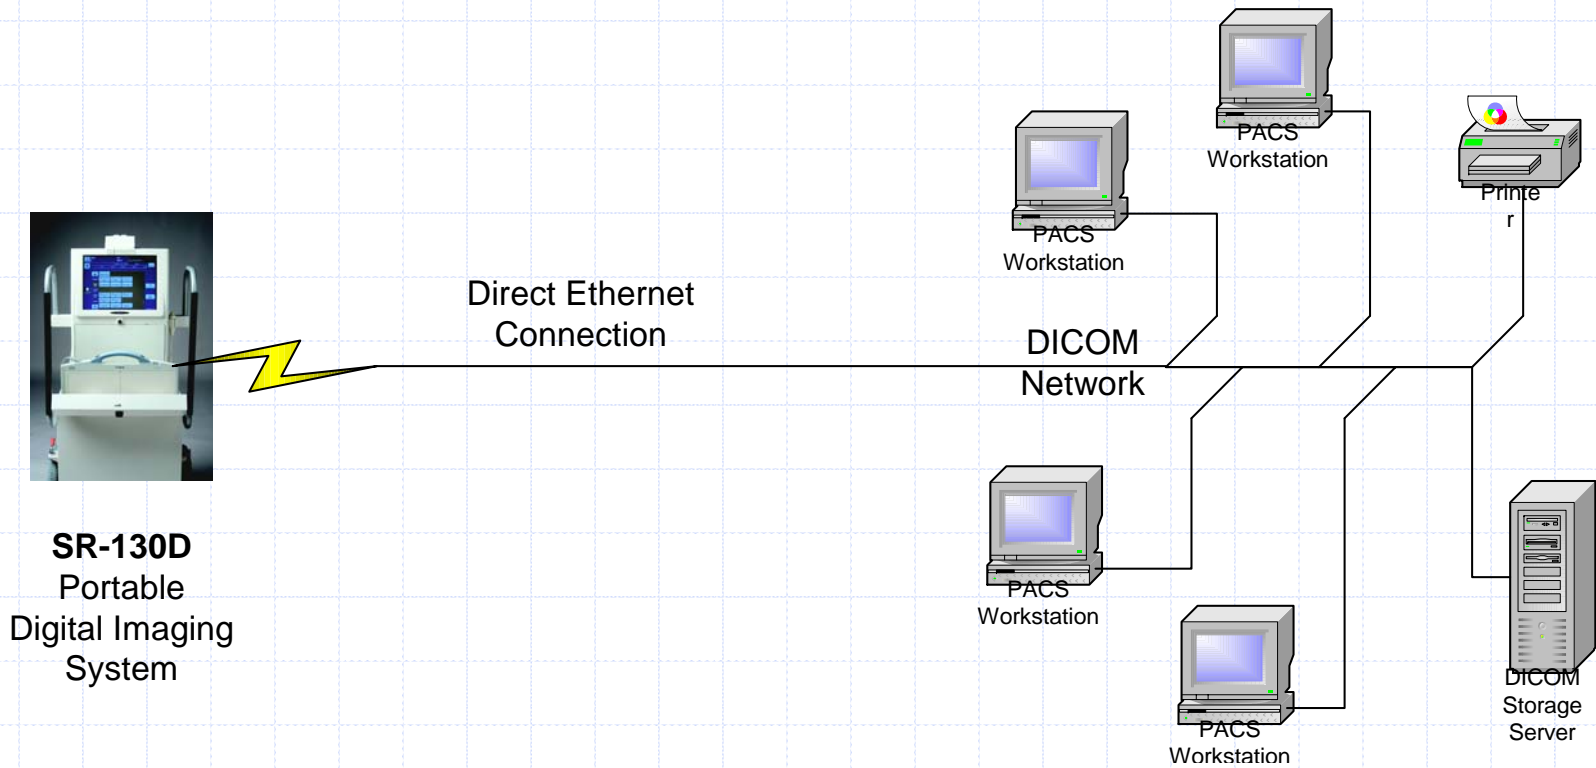 PACS
Workstation
PACS
Workstation
Printe
r
Direct Ethernet
Connection
DICOM
Network
SR-130D
Portable
Digital Imaging
System
PACS
Workstation
PACS
Workstation
DICOM
Storage
Server